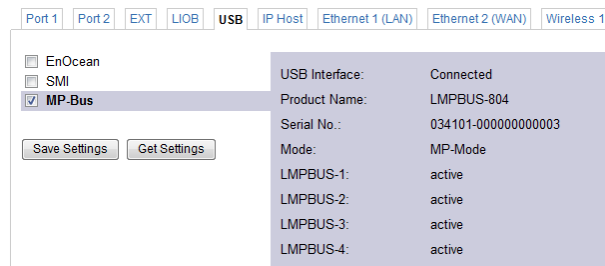 Port 1 Port 2 EXT LIOB USB IP Host Ethernet 1 (LAN) Ethernet 2 (WAN) Wireless 1
EnOcean
SMI
MP-Bus
Save Settings Get Settings
USB Interface: Connected
Product Name: LMPBUS-804
Serial No.: 034101-000000000003
Mode: MP-Mode
LMPBUS-1: active
LMPBUS-2: active
LMPBUS-3: active
LMPBUS-4: active